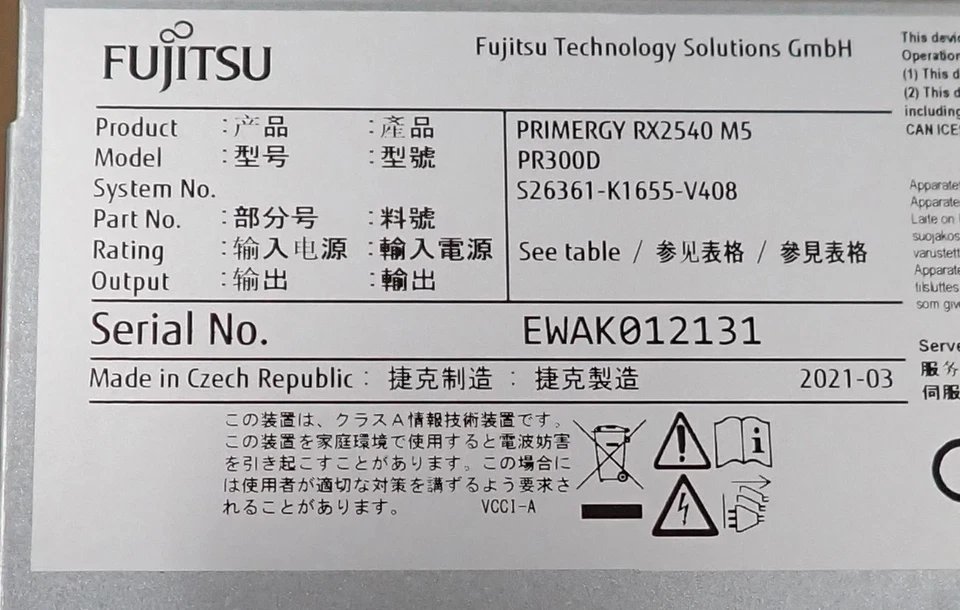 FUJITSU
Fujitsu Technology Solutions GmbH
Product :产品 :產品 PRIMERGY RX2540 M5
Model :型号 :型號 PR300D
System No. S26361-K1655-V408
Part No. :部分号 :料號
Rating :输入电源 :輸入電源 See table / 参见表格 / 參見表格
Output :输出 :輸出
Serial No. EWAK012131
Made in Czech Republic : 捷克制造 : 捷克製造 2021-03
この装置は、クラスA情報技術装置です。
この装置を家庭環境で使用すると電波妨害
を引き起こすことがあります。この場合に
は使用者が適切な対策を講ずるよう要求さ
れることがあります。 VCCI-A
This
Operation
(1) This
(2) This
including
CAN
Laite on
som
服
伺服